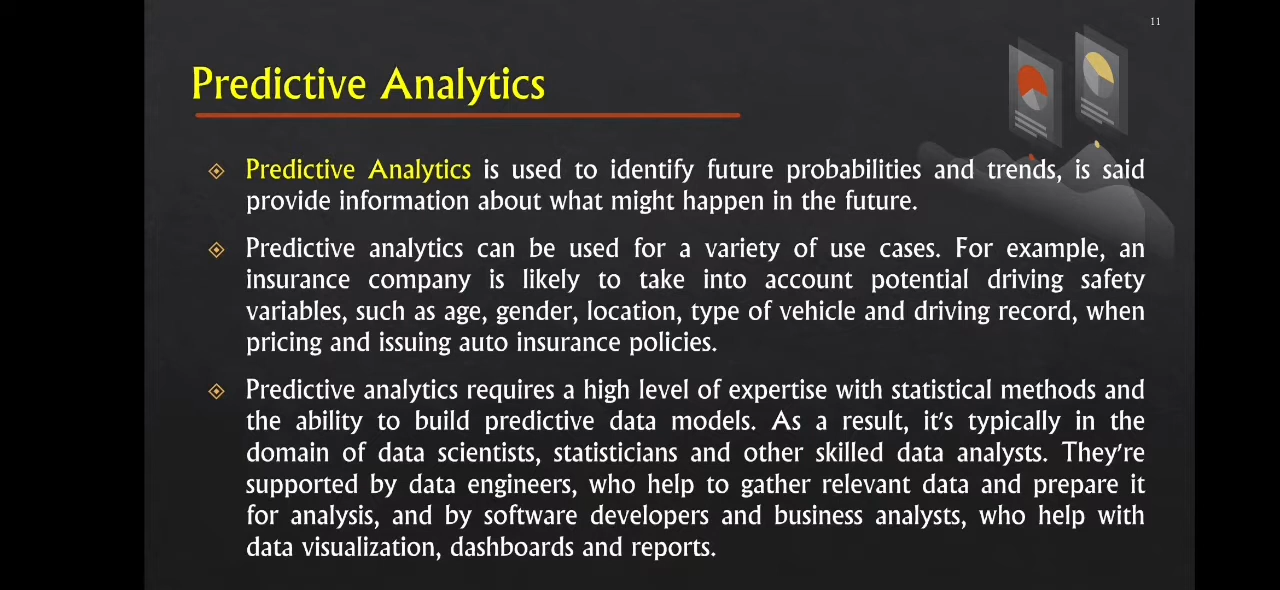 11
Predictive Analytics
Predictive Analytics is used to identify future probabilities and trends, is said
provide information about what might happen in the future.
Predictive analytics can be used for a variety of use cases. For example, an
insurance company is likely to take into account potential driving safety
variables, such as age, gender, location, type of vehicle and driving record, when
pricing and issuing auto insurance policies.
Predictive analytics requires a high level of expertise with statistical methods and
the ability to build predictive data models. As a result, it's typically in the
domain of data scientists, statisticians and other skilled data analysts. They're
supported by data engineers, who help to gather relevant data and prepare it
for analysis, and by software developers and business analysts, who help with
data visualization, dashboards and reports.